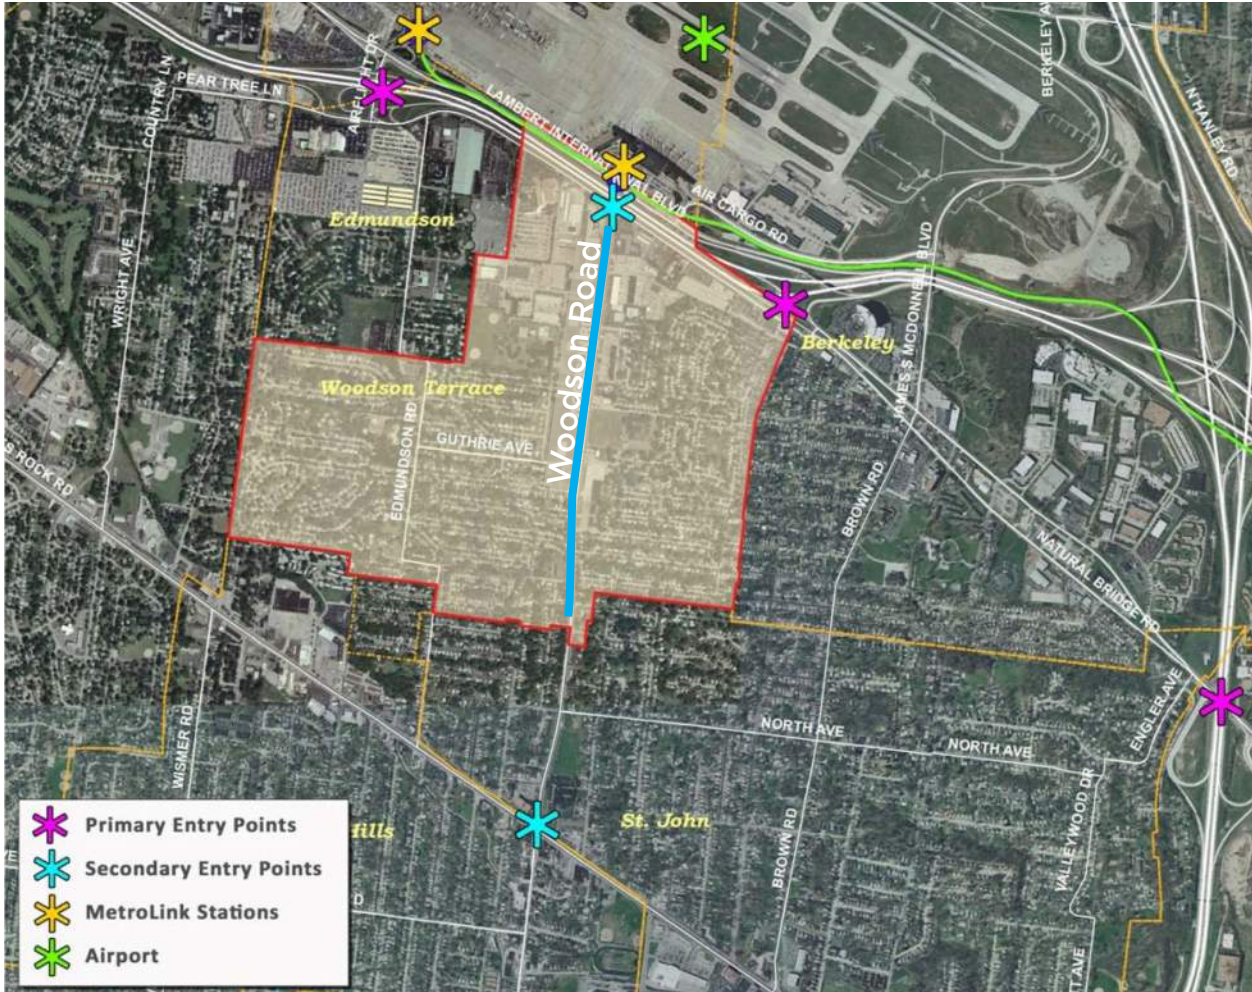 BERKELEY AV
COUNTRY LN
PEAR TREE LN
AIR FLIGHT DR
LAMBERT INTERNATIONAL BLVD
AIR CARGO RD
N HANLEY RD
Edmundson
WRIGHT AVE
Woodson Road
JAMES S MCDONNELL BLVD
Berkeley
Woodson Terrace
EDMUNDSON RD
GUTHRIE AVE
S ROCK RD
BROWN RD
NATURAL BRIDGE RD
ENGLER AVE
WISMER RD
NORTH AVE
NORTH AVE
VALLEYWOOD DR
St. John
BROWN RD
Hills
T AVE
E
D
Primary Entry Points
Secondary Entry Points
MetroLink Stations
Airport